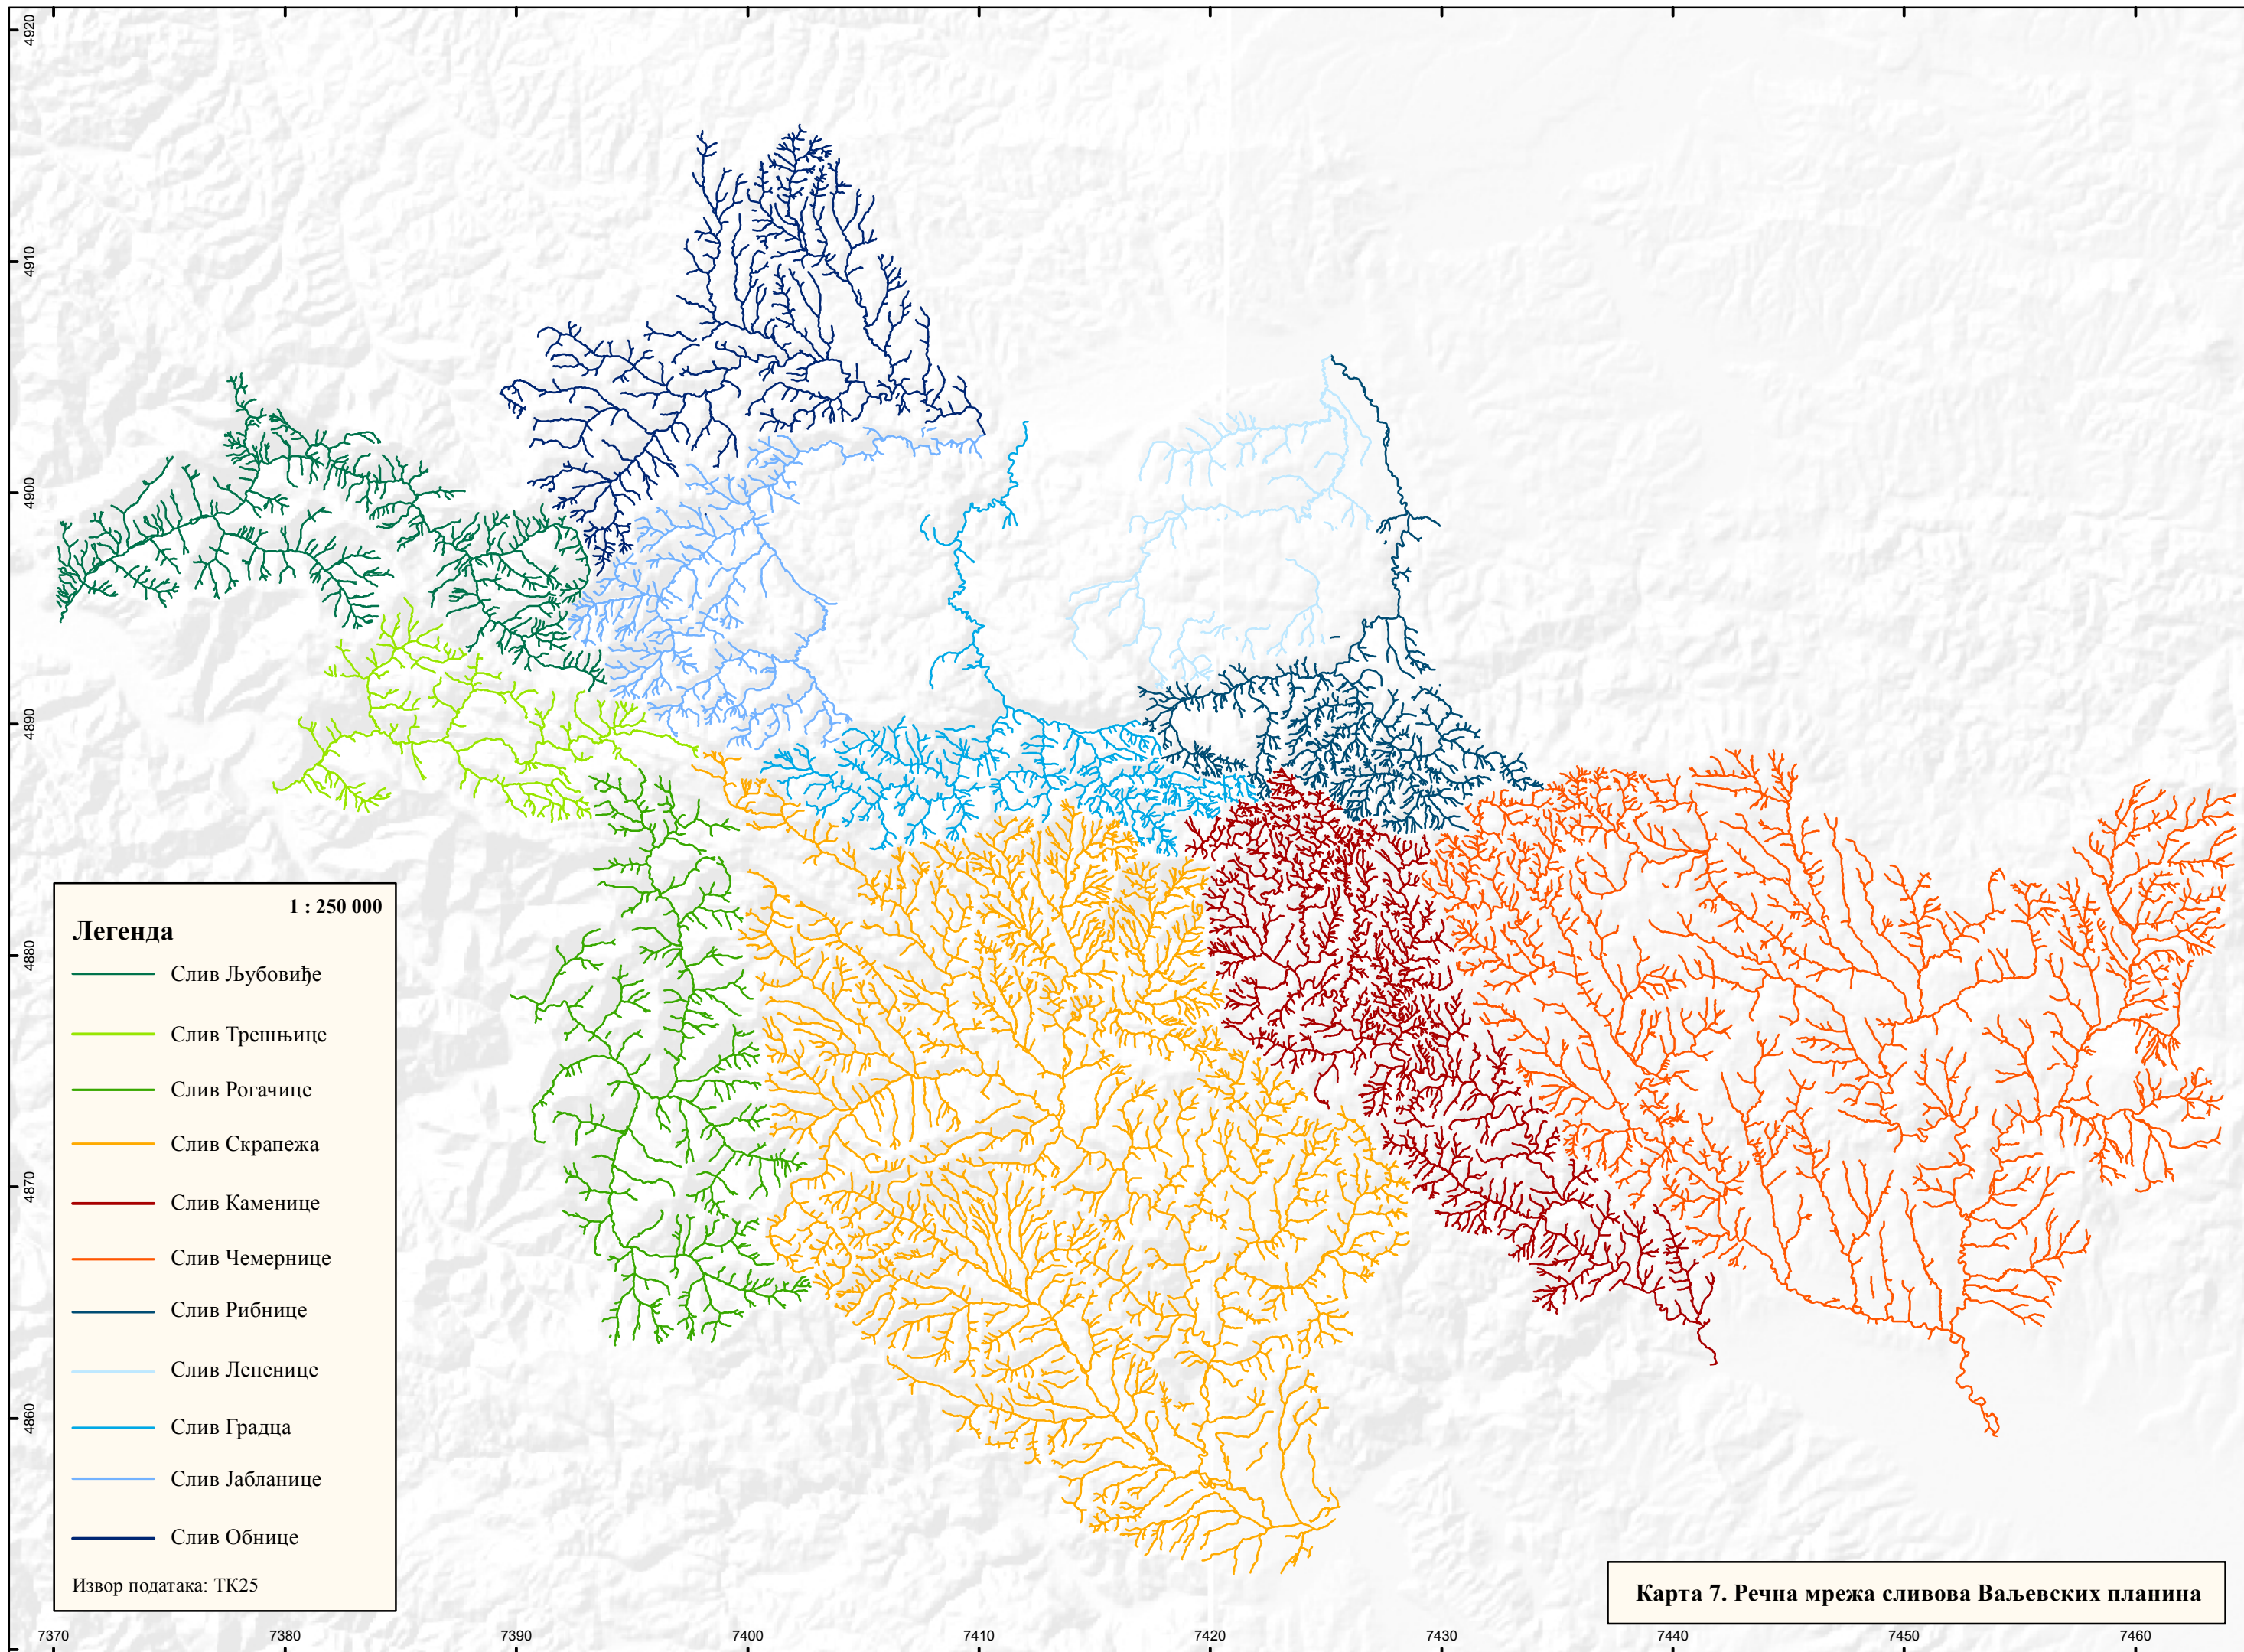 4920
4910
4900
4890
4880
4870
4860
1 : 250 000
Легенда
Слив Љубовиђе
Слив Трешњице
Слив Рогачице
Слив Скрапежа
Слив Каменице
Слив Чемернице
Слив Рибнице
Слив Лепенице
Слив Градца
Слив Јабланице
Слив Обнице
Извор података: ТК25
Карта 7. Речна мрежа сливова Ваљевских планина
7370 7380 7390 7400 7410 7420 7430 7440 7450 7460